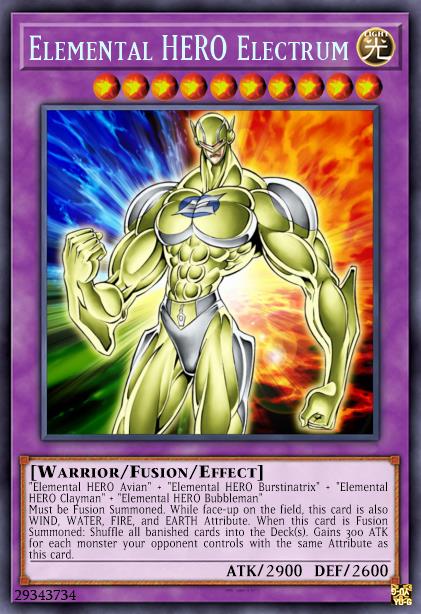 Elemental HERO Electrum
LIGHT
光
[Warrior/Fusion/Effect]
"Elemental HERO Avian" + "Elemental HERO Burstinatrix" + "Elemental
HERO Clayman" + "Elemental HERO Bubbleman"
Must be Fusion Summoned. While face-up on the field, this card is also
WIND, WATER, FIRE, and EARTH Attribute. When this card is Fusion
Summoned: Shuffle all banished cards into the Deck(s). Gains 300 ATK
for each monster your opponent controls with the same Attribute as
this card.
ATK/2900 DEF/2600
29343734